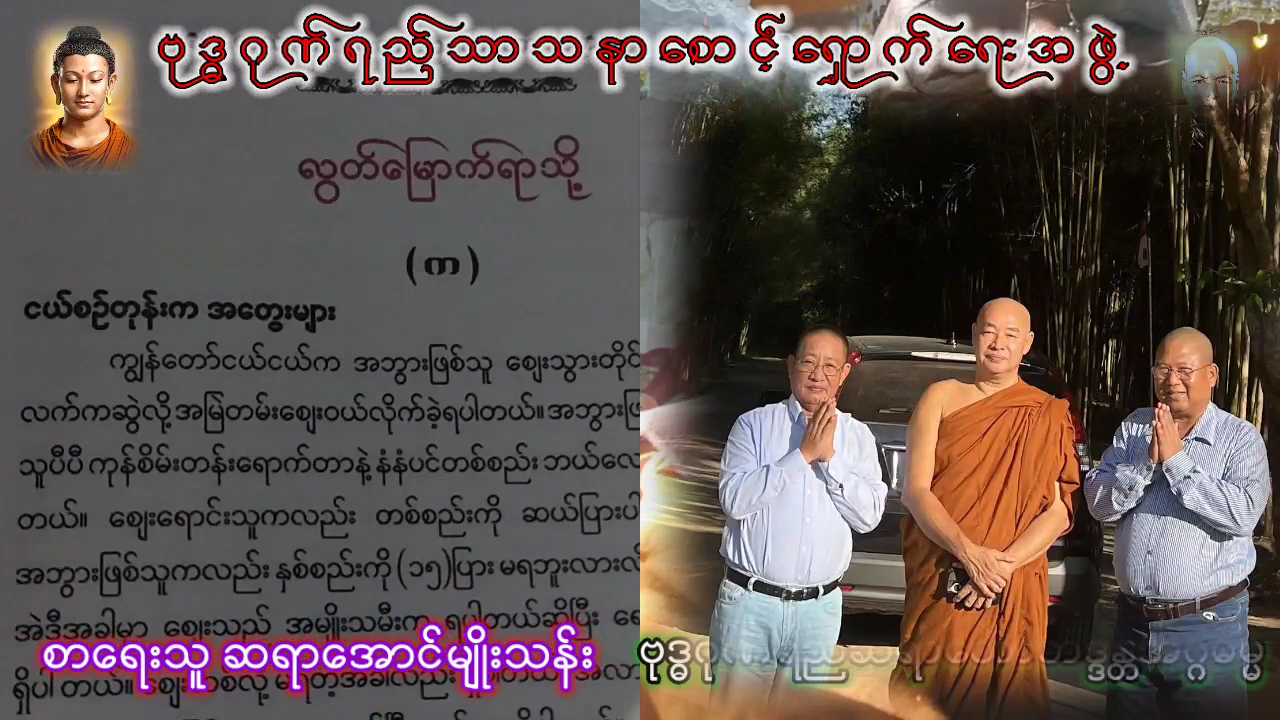 ဗုဒ္ဓဂုဏ်ရည်သာသနာစောင့်ရှောက်ရေးအဖွဲ့
လွတ်မြောက်ရာသို့
( က )
ငယ်စဉ်တုန်းက အတွေးများ
ကျွန်တော်ငယ်ငယ်က အဘွားဖြစ်သူ ဈေးသွားတိုင်
လက်ကဆွဲလို့ အမြဲတမ်းဈေးဝယ်လိုက်ခဲ့ရပါတယ်။ အဘွားဖြ
သူပီပီ ကုန်စိမ်းတန်းရောက်တာနဲ့ နံနံပင်တစ်စည်း ဘယ်လေ
တယ်။ ဈေးရောင်းသူကလည်း တစ်စည်းကို ဆယ်ပြားပါ
အဘွားဖြစ်သူကလည်း နှစ်စည်းကို (၁၅)ပြား မရဘူးလားလိ
အဲဒီအခါမှာ ဈေးသည် အမျိုးသမီးက ရပါတယ်ဆိုပြီး
ရှိပါတယ်။
စာရေးသူ ဆရာအောင်မျိုးသန်း